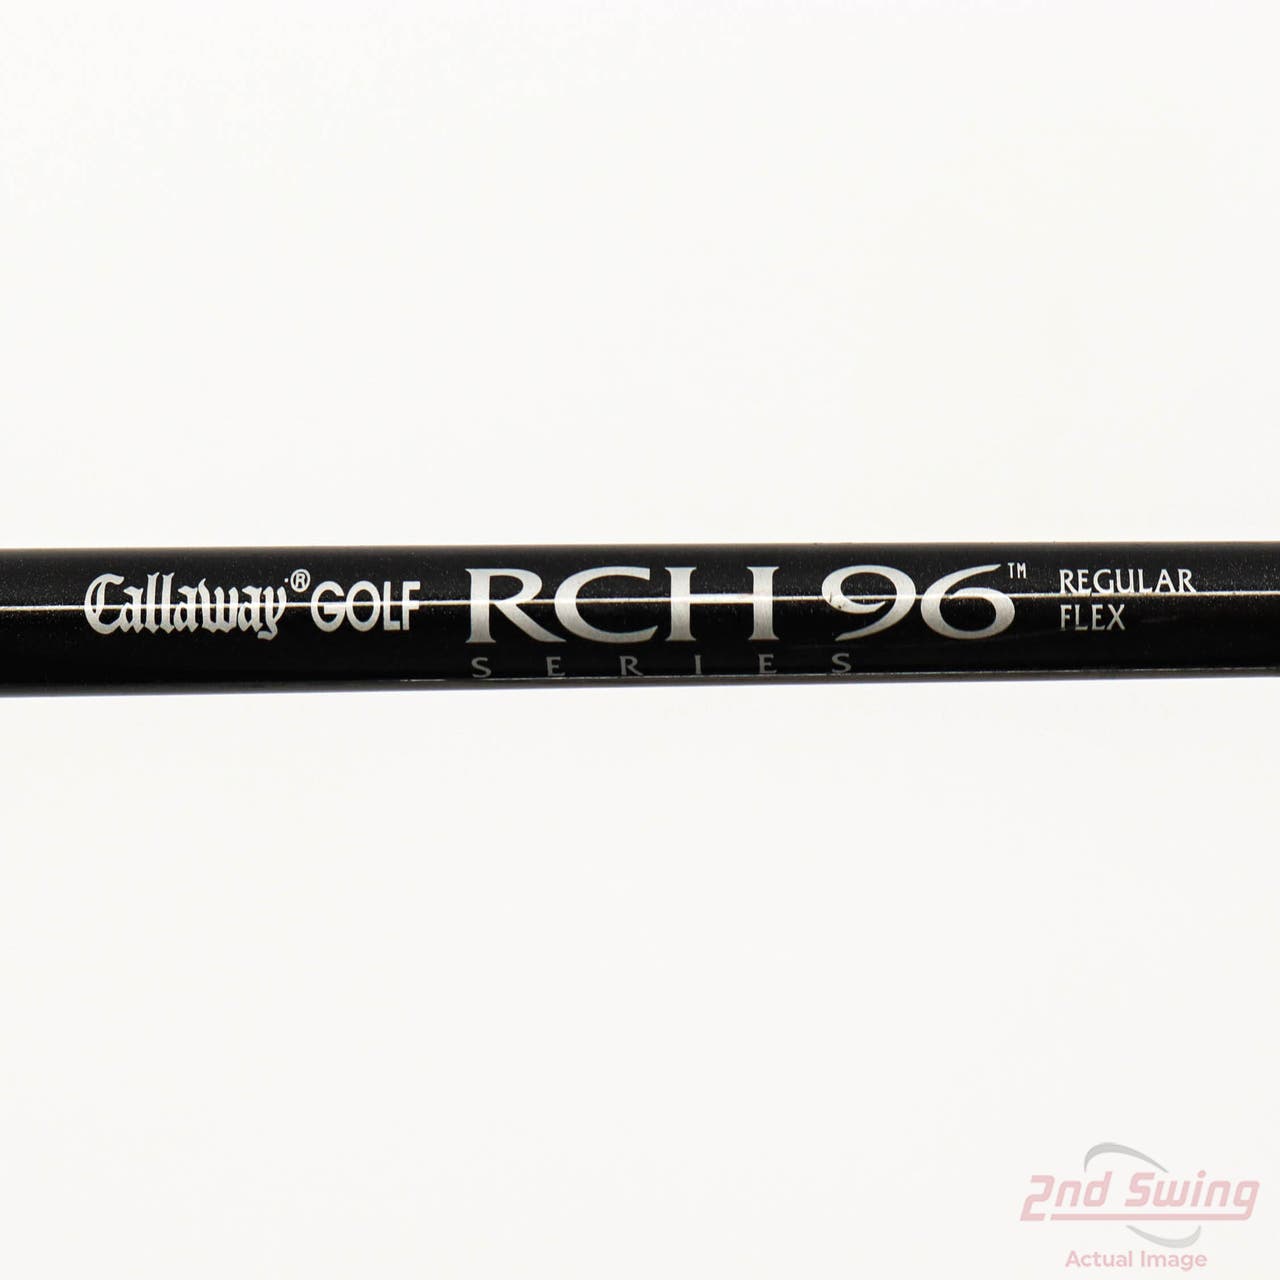 Callaway® GOLF RCH 96™ REGULAR
FLEX
SERIES
2nd Swing
Actual Image